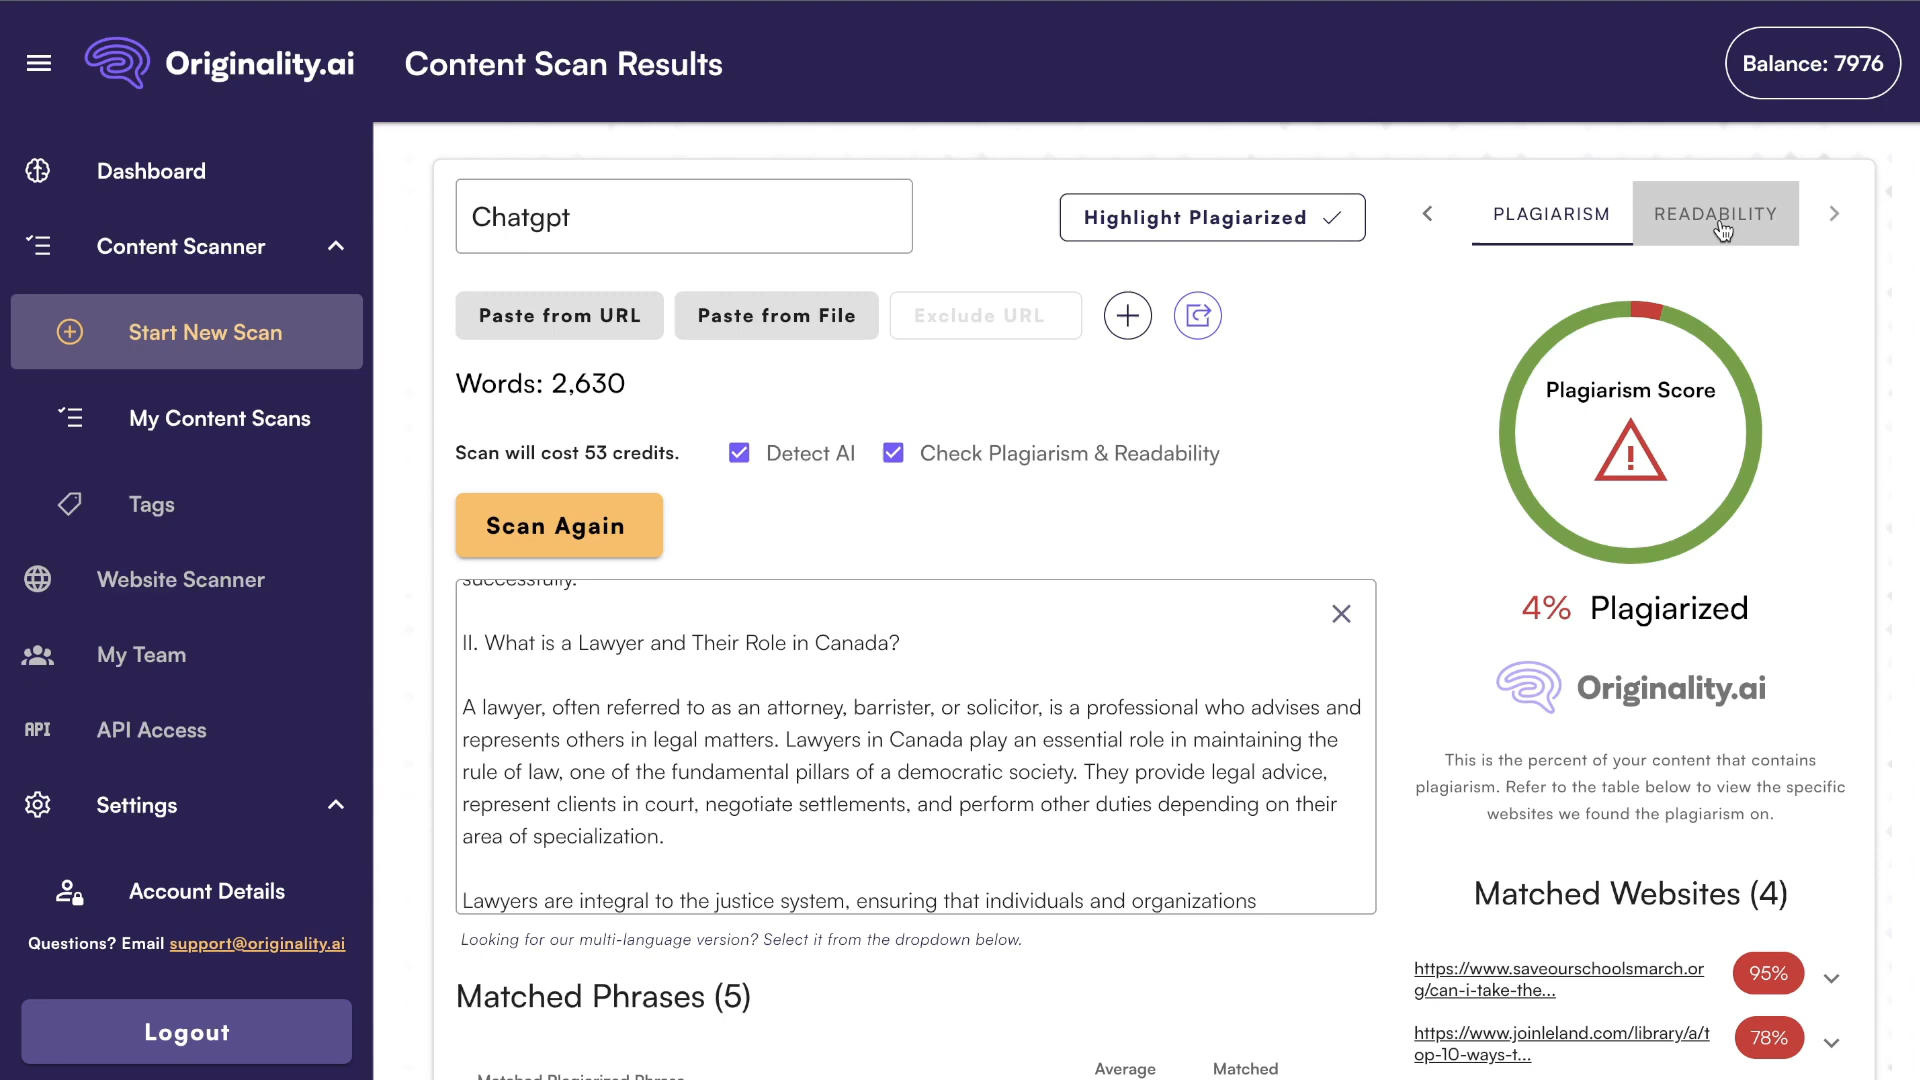 Originality.ai
Content Scan Results
Balance: 7976
Dashboard
Content Scanner
Start New Scan
My Content Scans
Tags
Website Scanner
My Team
API
API Access
Settings
Account Details
Questions? Email support@originality.ai
Logout
Chatgpt
Highlight Plagiarized
Paste from URL
Paste from File
Exclude URL
Words: 2,630
Scan will cost 53 credits.
Detect AI
Check Plagiarism & Readability
Scan Again
successfully.
II. What is a Lawyer and Their Role in Canada?
A lawyer, often referred to as an attorney, barrister, or solicitor, is a professional who advises and
represents others in legal matters. Lawyers in Canada play an essential role in maintaining the
rule of law, one of the fundamental pillars of a democratic society. They provide legal advice,
represent clients in court, negotiate settlements, and perform other duties depending on their
area of specialization.
Lawyers are integral to the justice system, ensuring that individuals and organizations
Looking for our multi-language version? Select it from the dropdown below.
Matched Phrases (5)
Matched Plagiarized Phrase
Average
Matched
PLAGIARISM
READABILITY
Plagiarism Score
4% Plagiarized
Originality.ai
This is the percent of your content that contains
plagiarism. Refer to the table below to view the specific
websites we found the plagiarism on.
Matched Websites (4)
https://www.saveourschoolsmarch.or
g/can-i-take-the...
95%
https://www.joinleland.com/library/a/t
op-10-ways-t...
78%